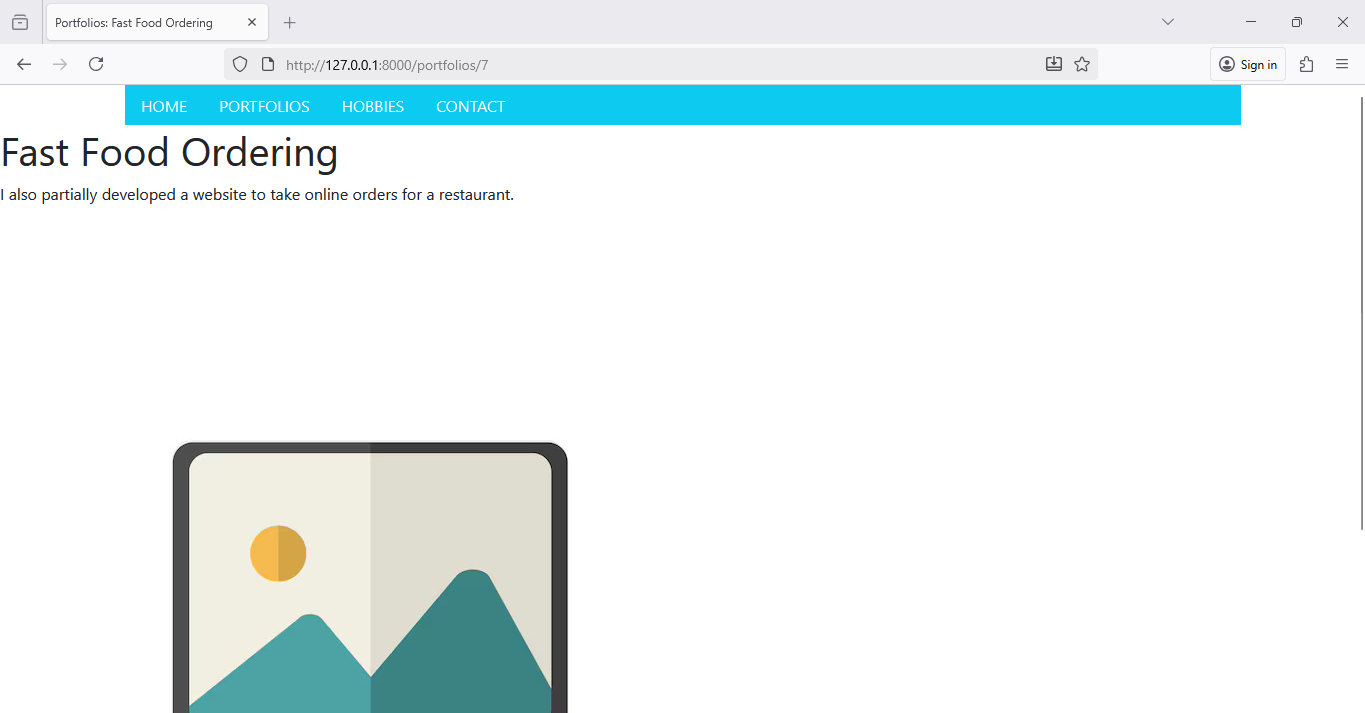 Portfolios: Fast Food Ordering
http://127.0.0.1:8000/portfolios/7
Sign in
HOME PORTFOLIOS HOBBIES CONTACT
Fast Food Ordering
I also partially developed a website to take online orders for a restaurant.